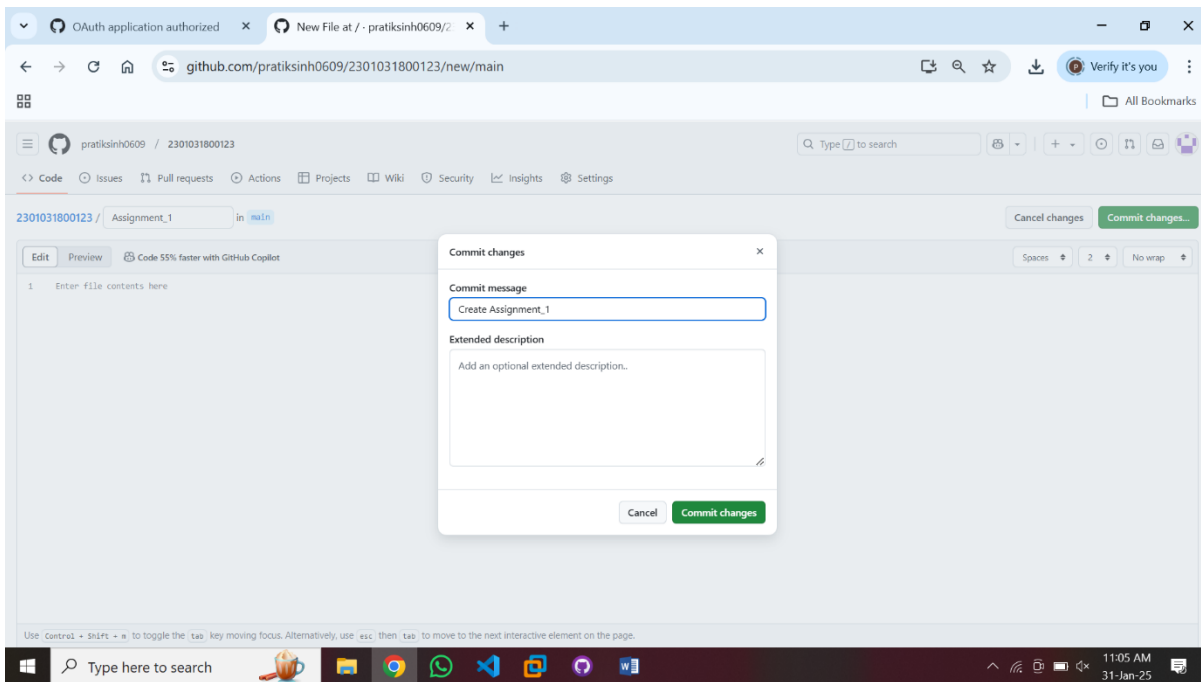 OAuth application authorized
New File at / - pratiksinh0609/2
github.com/pratiksinh0609/2301031800123/new/main
Verify it's you
All Bookmarks
pratiksinh0609 / 2301031800123
Type / to search
<> Code Issues Pull requests Actions Projects Wiki Security Insights Settings
2301031800123 / Assignment_1 in main
Cancel changes Commit changes...
Edit Preview Code 55% faster with GitHub Copilot
Spaces 2 No wrap
1 Enter file contents here
Commit changes
Commit message
Create Assignment_1
Extended description
Add an optional extended description..
Cancel Commit changes
Use Control + Shift + m to toggle the tab key moving focus. Alternatively, use esc then tab to move to the next interactive element on the page.
Type here to search
11:05 AM
31-Jan-25